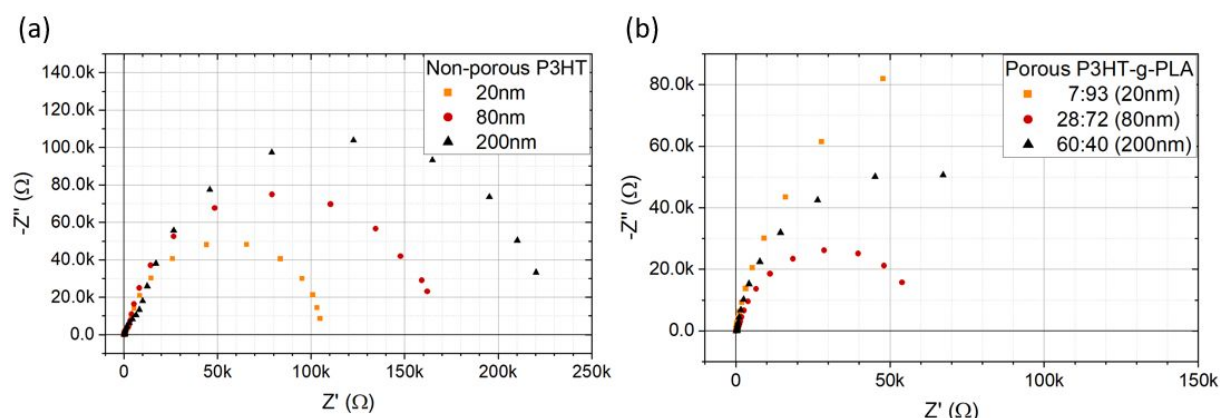 (a)
140.0k
120.0k
100.0k
80.0k
60.0k
40.0k
20.0k
0.0
-Z'' (Ω)
Non-porous P3HT
20nm
80nm
200nm
0
50k
100k
150k
200k
250k
Z' (Ω)
(b)
80.0k
60.0k
40.0k
20.0k
0.0
-Z'' (Ω)
Porous P3HT-g-PLA
7:93 (20nm)
28:72 (80nm)
60:40 (200nm)
0
50k
100k
150k
Z' (Ω)